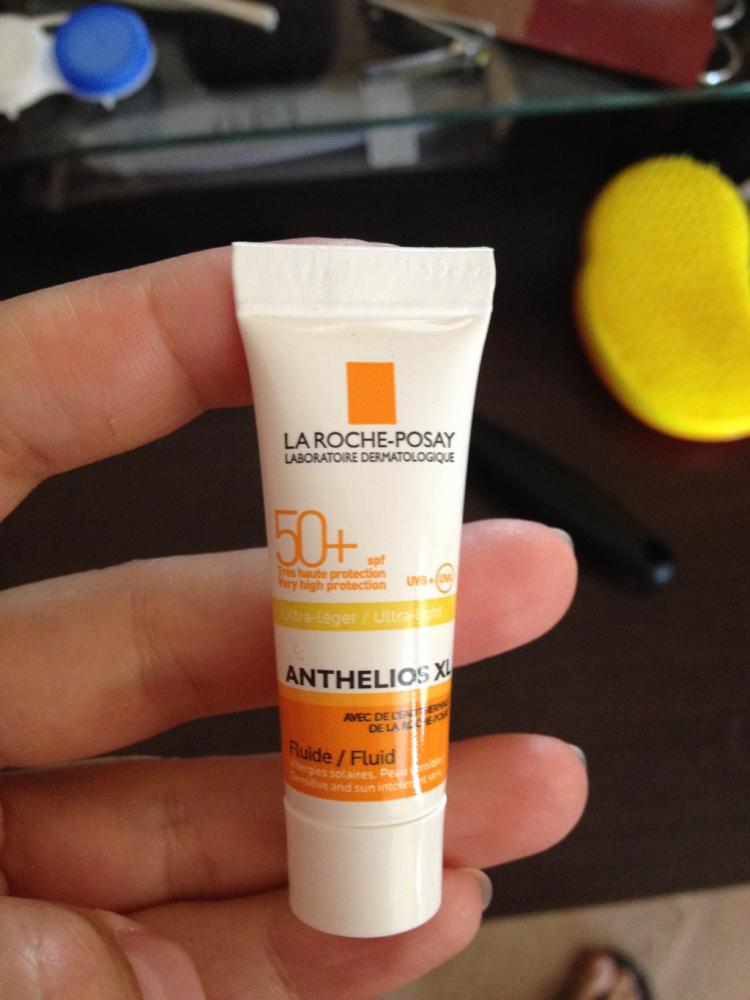 LA ROCHE-POSAY
LABORATOIRE DERMATOLOGIQUE
50+ spf
Très haute protection
Very high protection
UVB + UVA
Ultra-léger / Ultra-light
ANTHELIOS XL
AVEC DE L'EAU THERMALE
DE LA ROCHE-POSAY
Fluide / Fluid
Allergies solaires. Peau sensible
Sensitive and sun intolerant skin